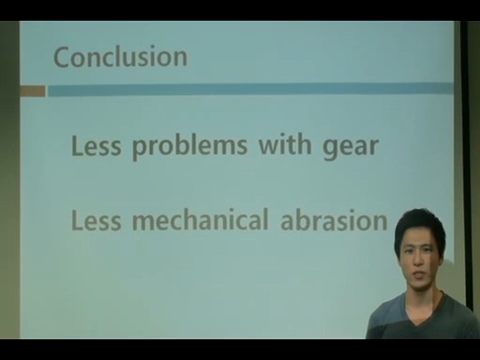 Conclusion
Less problems with gear
Less mechanical abrasion